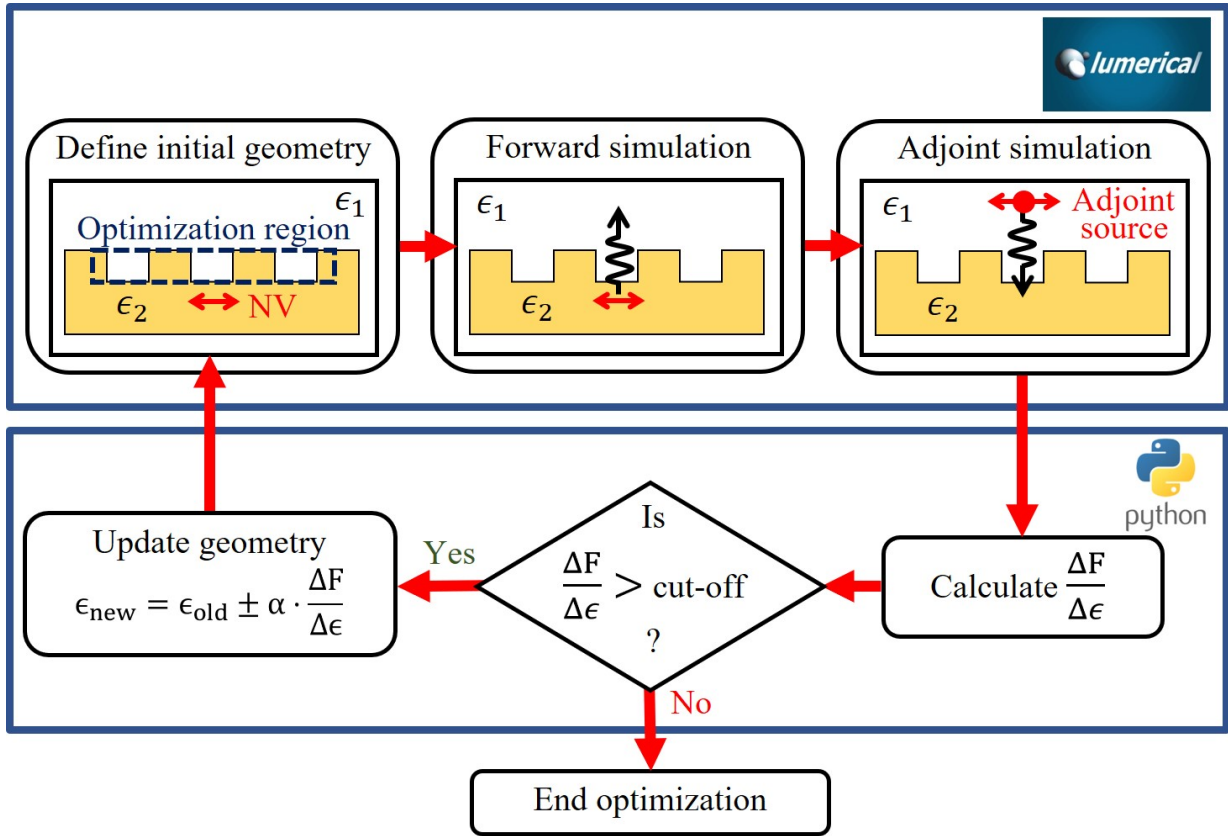 lumerical
Define initial geometry
ϵ₁
Optimization region
ϵ₂
NV
Forward simulation
ϵ₁
ϵ₂
Adjoint simulation
ϵ₁
Adjoint
source
ϵ₂
python
Update geometry
ϵnew = ϵold ± α · ΔF/Δϵ
Yes
Is
ΔF/Δϵ > cut-off
?
Calculate ΔF/Δϵ
No
End optimization